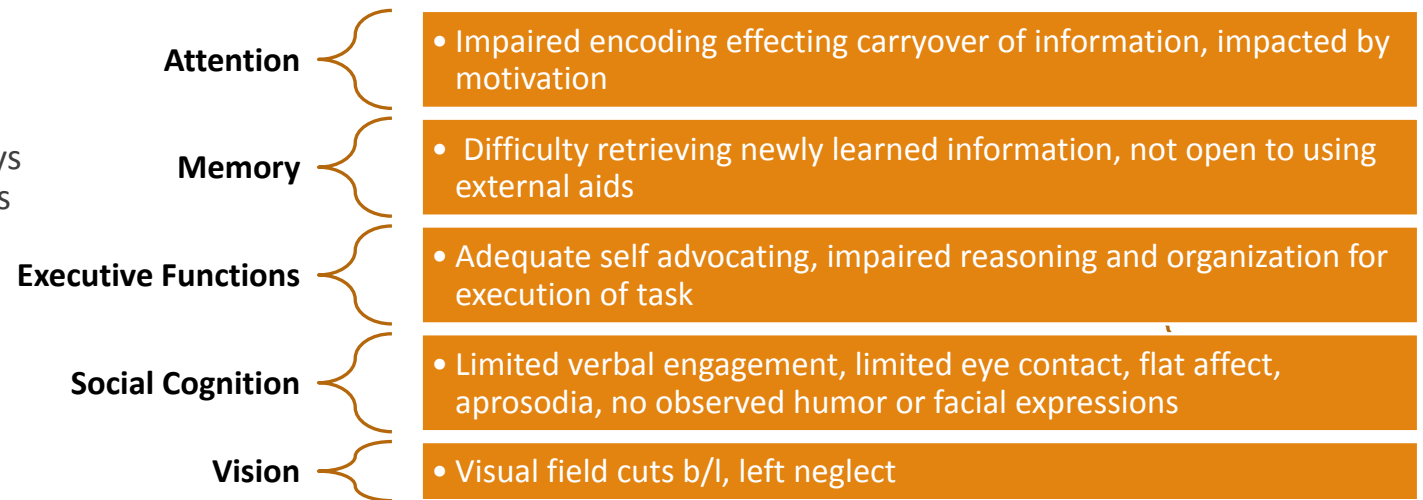 Attention
• Impaired encoding effecting carryover of information, impacted by
motivation
ys
s
Memory
• Difficulty retrieving newly learned information, not open to using
external aids
Executive Functions
• Adequate self advocating, impaired reasoning and organization for
execution of task
Social Cognition
• Limited verbal engagement, limited eye contact, flat affect,
aprosodia, no observed humor or facial expressions
Vision
• Visual field cuts b/l, left neglect